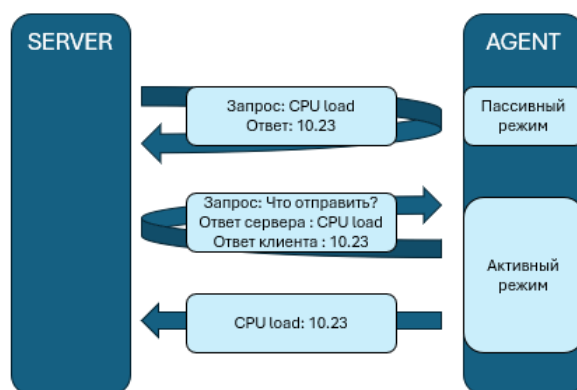 SERVER
AGENT
Запрос: CPU load
Ответ: 10.23
Пассивный
режим
Запрос: Что отправить?
Ответ сервера : CPU load
Ответ клиента : 10.23
Активный
режим
CPU load: 10.23